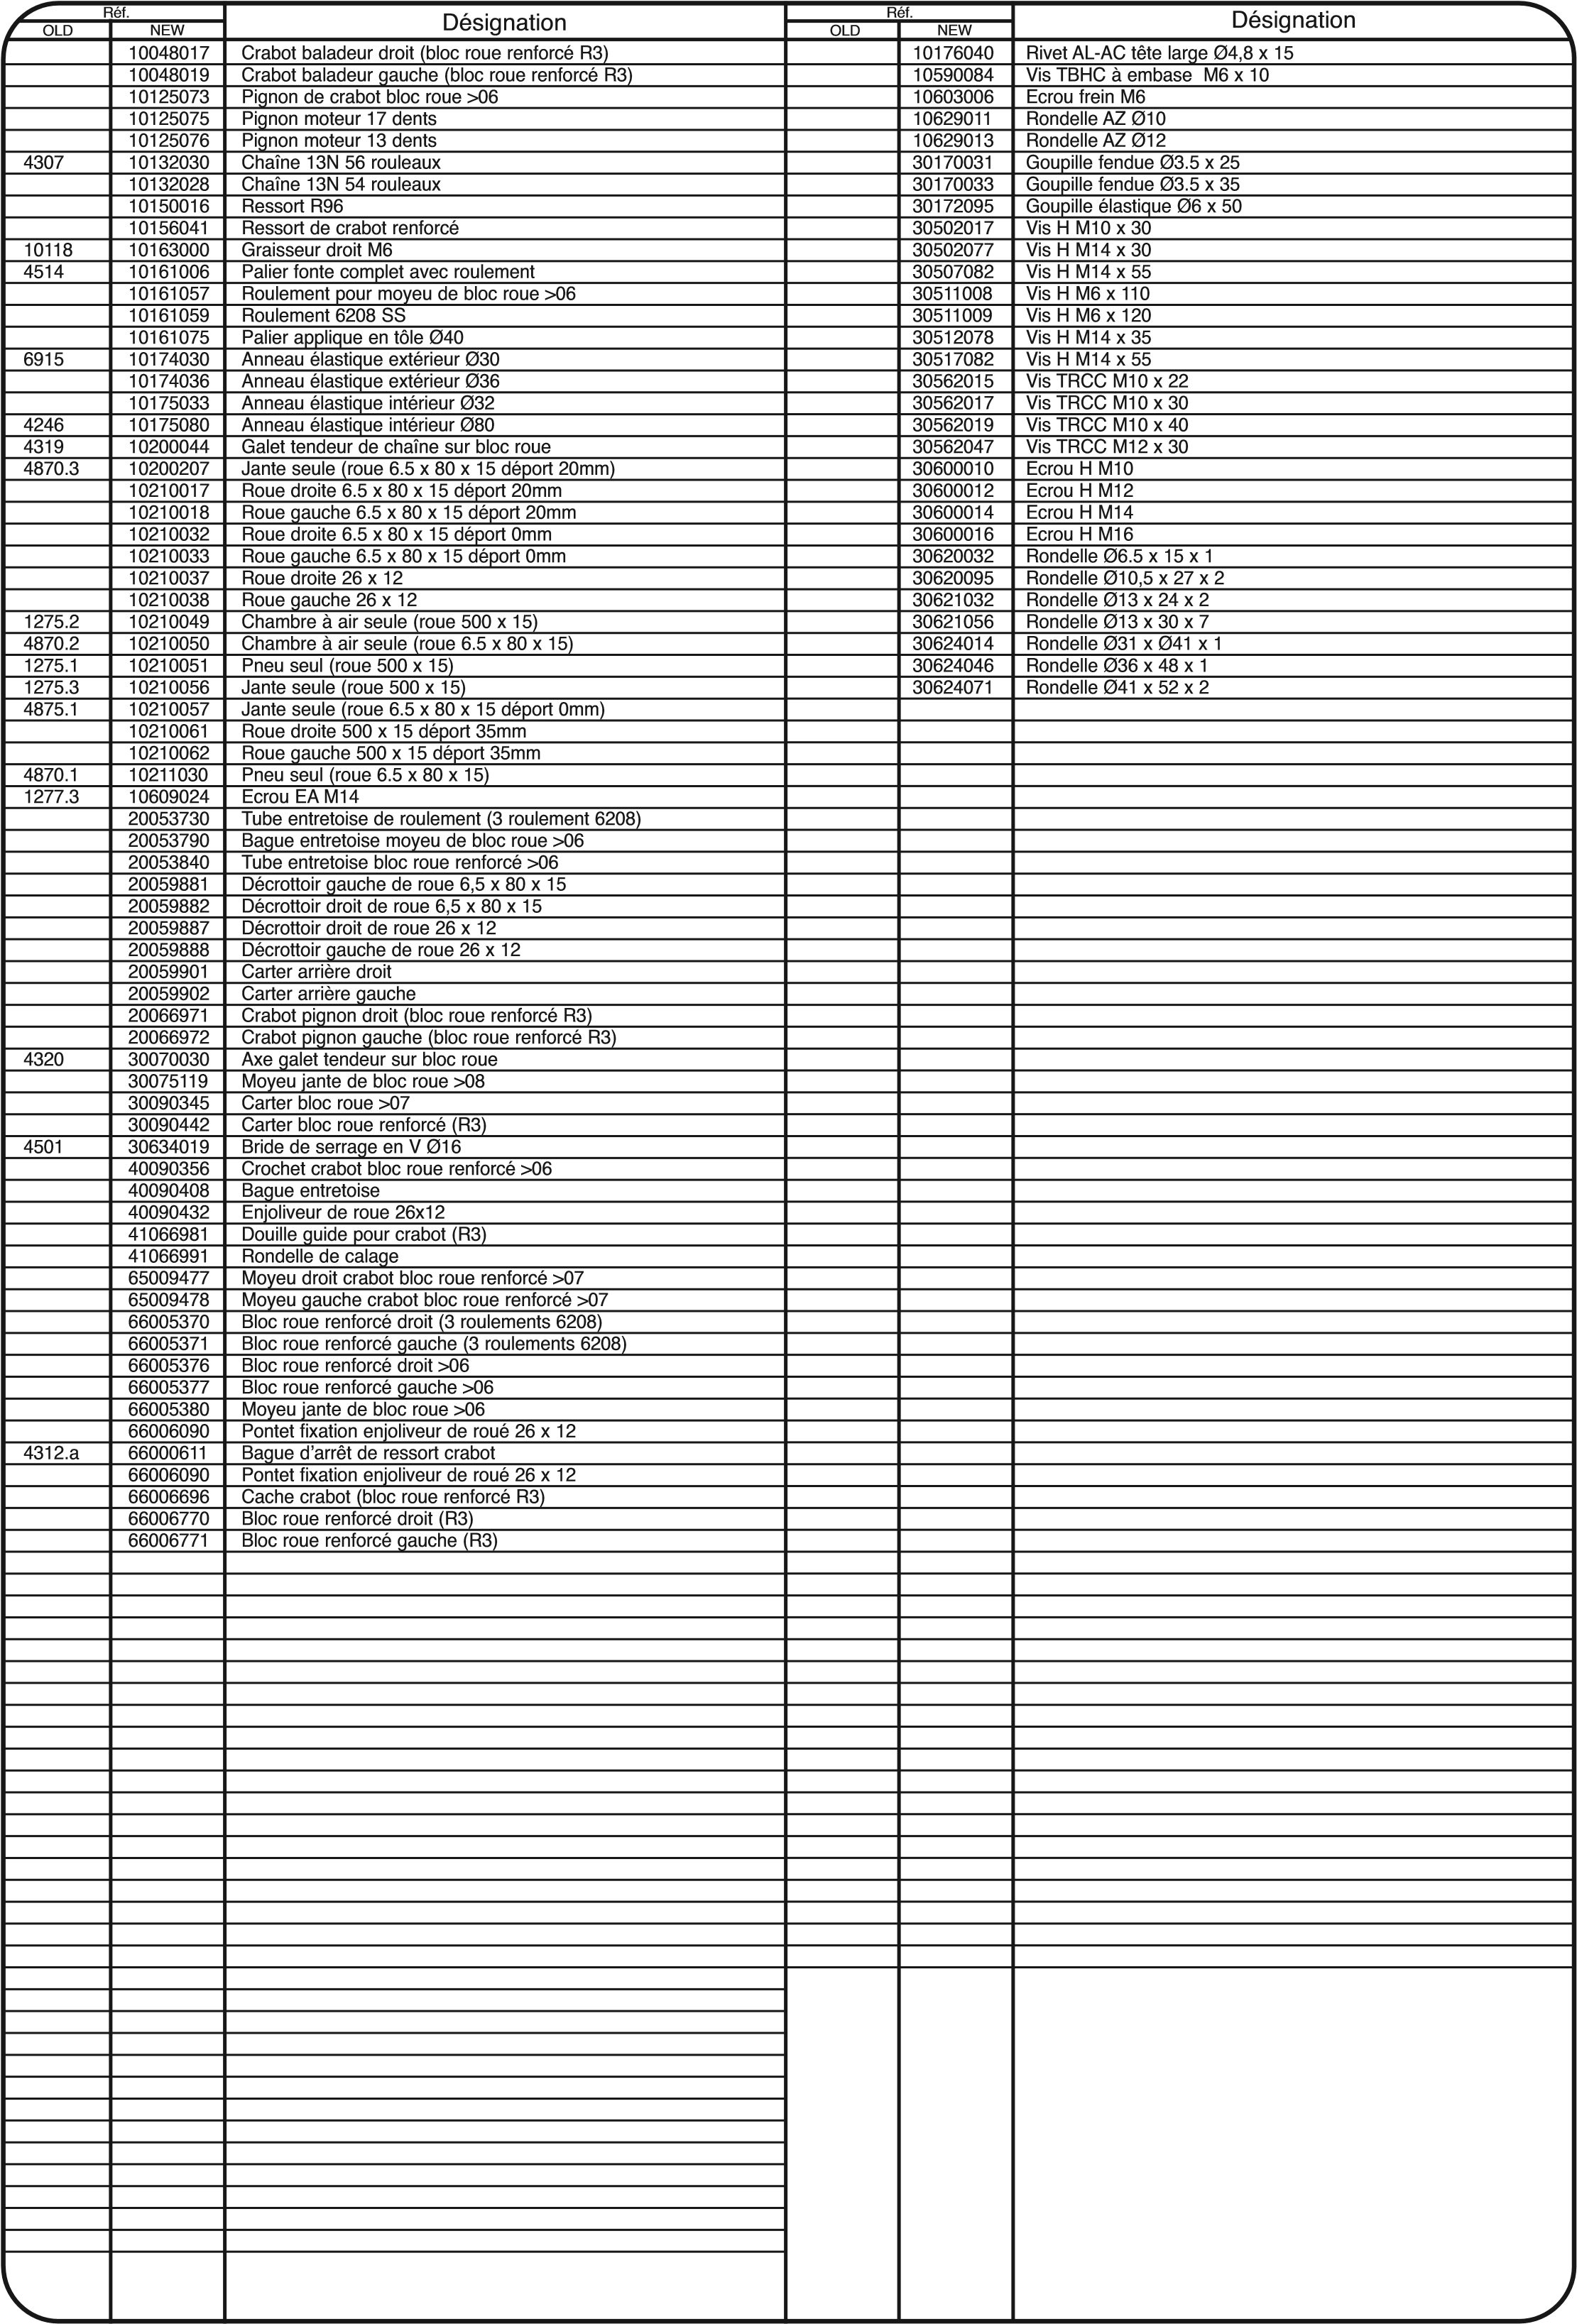 Réf.
OLD NEW Désignation
10048017 Crabot baladeur droit (bloc roue renforcé R3)
10048019 Crabot baladeur gauche (bloc roue renforcé R3)
10125073 Pignon de crabot bloc roue >06
10125075 Pignon moteur 17 dents
10125076 Pignon moteur 13 dents
4307 10132030 Chaîne 13N 56 rouleaux
10132028 Chaîne 13N 54 rouleaux
10150016 Ressort R96
10156041 Ressort de crabot renforcé
10118 10163000 Graisseur droit M6
4514 10161006 Palier fonte complet avec roulement
10161057 Roulement pour moyeu de bloc roue >06
10161059 Roulement 6208 SS
10161075 Palier applique en tôle Ø40
6915 10174030 Anneau élastique extérieur Ø30
10174036 Anneau élastique extérieur Ø36
10175033 Anneau élastique intérieur Ø32
4246 10175080 Anneau élastique intérieur Ø80
4319 10200044 Galet tendeur de chaîne sur bloc roue
4870.3 10200207 Jante seule (roue 6.5 x 80 x 15 déport 20mm)
10210017 Roue droite 6.5 x 80 x 15 déport 20mm
10210018 Roue gauche 6.5 x 80 x 15 déport 20mm
10210032 Roue droite 6.5 x 80 x 15 déport 0mm
10210033 Roue gauche 6.5 x 80 x 15 déport 0mm
10210037 Roue droite 26 x 12
10210038 Roue gauche 26 x 12
1275.2 10210049 Chambre à air seule (roue 500 x 15)
4870.2 10210050 Chambre à air seule (roue 6.5 x 80 x 15)
1275.1 10210051 Pneu seul (roue 500 x 15)
1275.3 10210056 Jante seule (roue 500 x 15)
4875.1 10210057 Jante seule (roue 6.5 x 80 x 15 déport 0mm)
10210061 Roue droite 500 x 15 déport 35mm
10210062 Roue gauche 500 x 15 déport 35mm
4870.1 10211030 Pneu seul (roue 6.5 x 80 x 15)
1277.3 10609024 Ecrou EA M14
20053730 Tube entretoise de roulement (3 roulement 6208)
20053790 Bague entretoise moyeu de bloc roue >06
20053840 Tube entretoise bloc roue renforcé >06
20059881 Décrottoir gauche de roue 6,5 x 80 x 15
20059882 Décrottoir droit de roue 6,5 x 80 x 15
20059887 Décrottoir droit de roue 26 x 12
20059888 Décrottoir gauche de roue 26 x 12
20059901 Carter arrière droit
20059902 Carter arrière gauche
20066971 Crabot pignon droit (bloc roue renforcé R3)
20066972 Crabot pignon gauche (bloc roue renforcé R3)
4320 30070030 Axe galet tendeur sur bloc roue
30075119 Moyeu jante de bloc roue >08
30090345 Carter bloc roue >07
30090442 Carter bloc roue renforcé (R3)
4501 30634019 Bride de serrage en V Ø16
40090356 Crochet crabot bloc roue renforcé >06
40090408 Bague entretoise
40090432 Enjoliveur de roue 26x12
41066981 Douille guide pour crabot (R3)
41066991 Rondelle de calage
65009477 Moyeu droit crabot bloc roue renforcé >07
65009478 Moyeu gauche crabot bloc roue renforcé >07
66005370 Bloc roue renforcé droit (3 roulements 6208)
66005371 Bloc roue renforcé gauche (3 roulements 6208)
66005376 Bloc roue renforcé droit >06
66005377 Bloc roue renforcé gauche >06
66005380 Moyeu jante de bloc roue >06
66006090 Pontet fixation enjoliveur de roué 26 x 12
4312.a 66000611 Bague d'arrêt de ressort crabot
66006090 Pontet fixation enjoliveur de roué 26 x 12
66006696 Cache crabot (bloc roue renforcé R3)
66006770 Bloc roue renforcé droit (R3)
66006771 Bloc roue renforcé gauche (R3)
Réf.
OLD NEW Désignation
10176040 Rivet AL-AC tête large Ø4,8 x 15
10590084 Vis TBHC à embase M6 x 10
10603006 Ecrou frein M6
10629011 Rondelle AZ Ø10
10629013 Rondelle AZ Ø12
30170031 Goupille fendue Ø3.5 x 25
30170033 Goupille fendue Ø3.5 x 35
30172095 Goupille élastique Ø6 x 50
30502017 Vis H M10 x 30
30502077 Vis H M14 x 30
30507082 Vis H M14 x 55
30511008 Vis H M6 x 110
30511009 Vis H M6 x 120
30512078 Vis H M14 x 35
30517082 Vis H M14 x 55
30562015 Vis TRCC M10 x 22
30562017 Vis TRCC M10 x 30
30562019 Vis TRCC M10 x 40
30562047 Vis TRCC M12 x 30
30600010 Ecrou H M10
30600012 Ecrou H M12
30600014 Ecrou H M14
30600016 Ecrou H M16
30620032 Rondelle Ø6.5 x 15 x 1
30620095 Rondelle Ø10,5 x 27 x 2
30621032 Rondelle Ø13 x 24 x 2
30621056 Rondelle Ø13 x 30 x 7
30624014 Rondelle Ø31 x Ø41 x 1
30624046 Rondelle Ø36 x 48 x 1
30624071 Rondelle Ø41 x 52 x 2